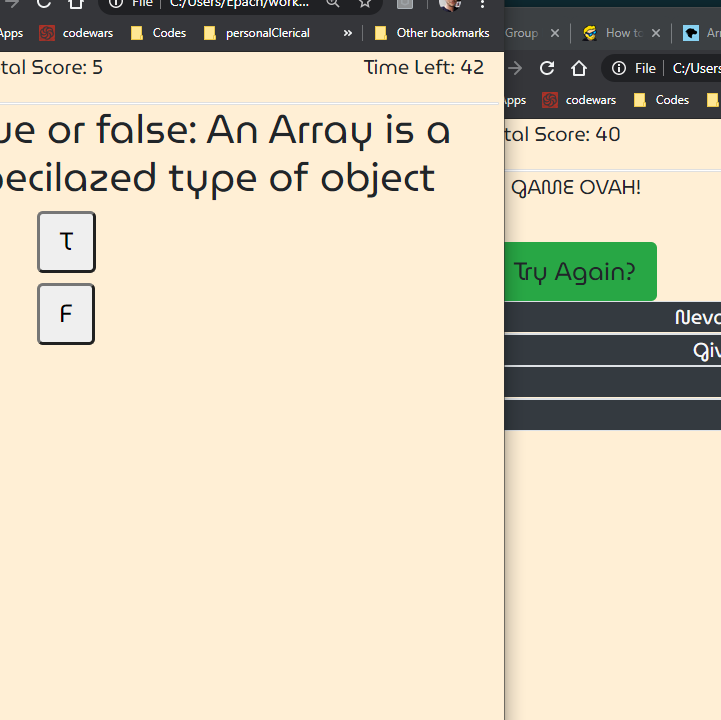 File C:/Users/Epach/work...
Apps codewars Codes personalClerical » Other bookmarks
tal Score: 5 Time Left: 42
ue or false: An Array is a
pecilazed type of object
T
F
Group How to Arr
File C:/Users
Apps codewars Codes
tal Score: 40
GAME OVAH!
Try Again?
Neva
Giv